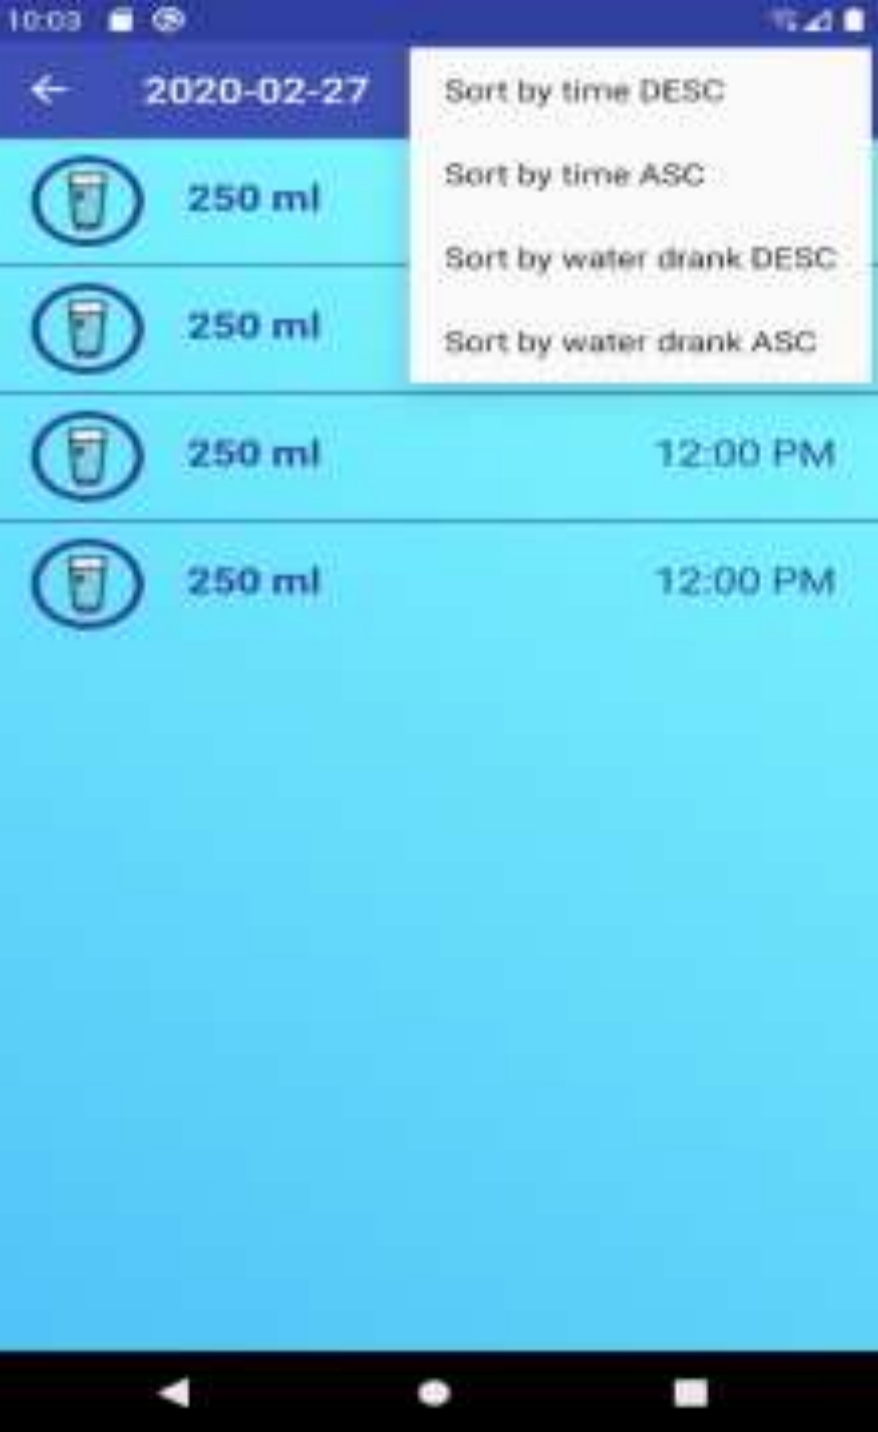 10:03
2020-02-27
Sort by time DESC
Sort by time ASC
Sort by water drank DESC
Sort by water drank ASC
250 ml
250 ml
250 ml 12:00 PM
250 ml 12:00 PM